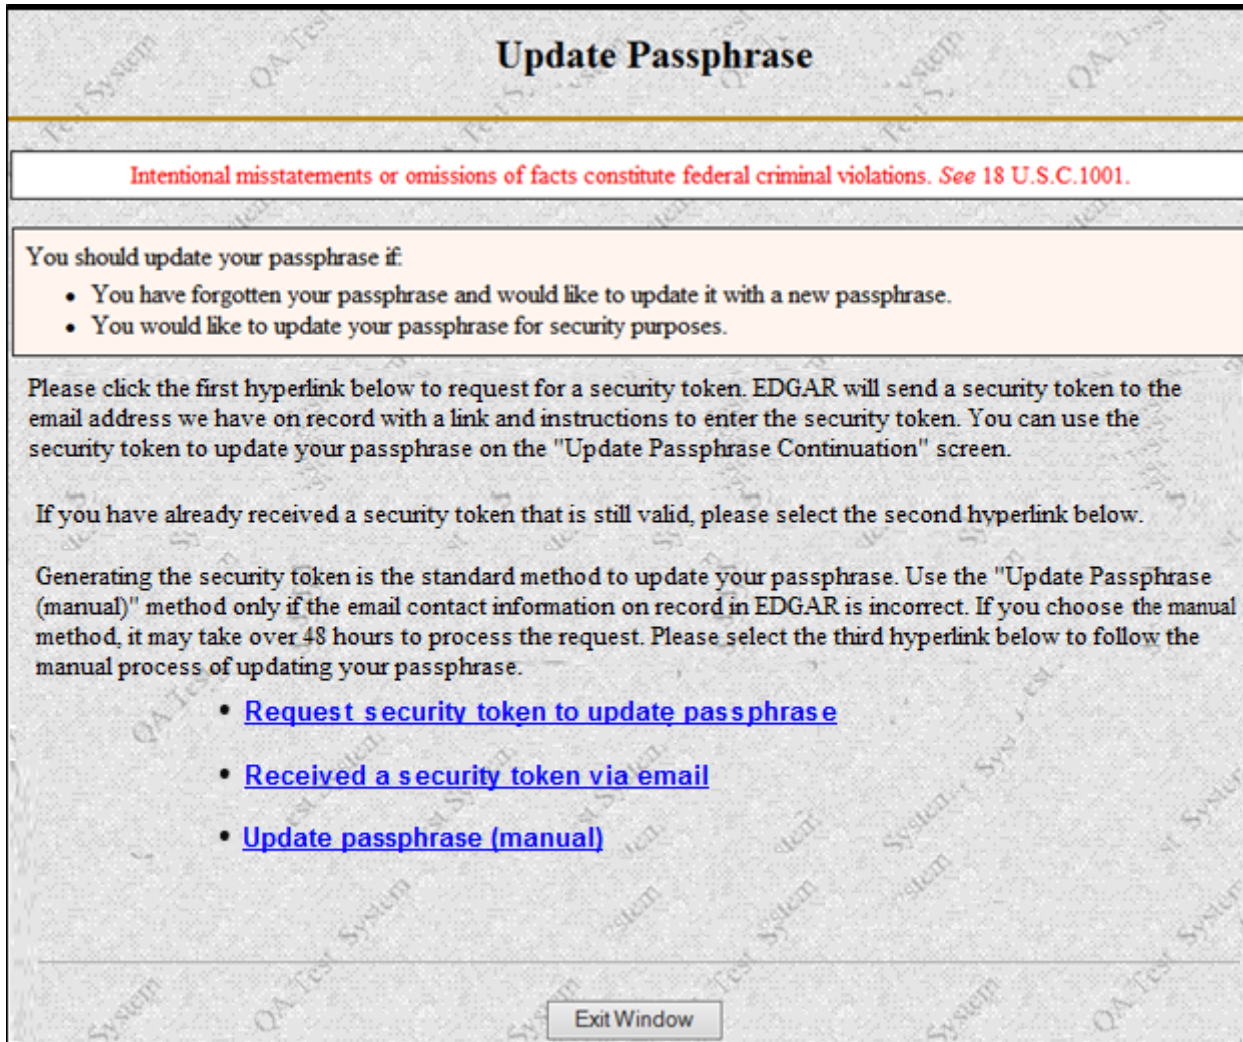 Update Passphrase
Intentional misstatements or omissions of facts constitute federal criminal violations. See 18 U.S.C.1001.
You should update your passphrase if:
• You have forgotten your passphrase and would like to update it with a new passphrase.
• You would like to update your passphrase for security purposes.
Please click the first hyperlink below to request for a security token. EDGAR will send a security token to the
email address we have on record with a link and instructions to enter the security token. You can use the
security token to update your passphrase on the "Update Passphrase Continuation" screen.
If you have already received a security token that is still valid, please select the second hyperlink below.
Generating the security token is the standard method to update your passphrase. Use the "Update Passphrase
(manual)" method only if the email contact information on record in EDGAR is incorrect. If you choose the manual
method, it may take over 48 hours to process the request. Please select the third hyperlink below to follow the
manual process of updating your passphrase.
• Request security token to update passphrase
• Received a security token via email
• Update passphrase (manual)
Exit Window
QA Test System